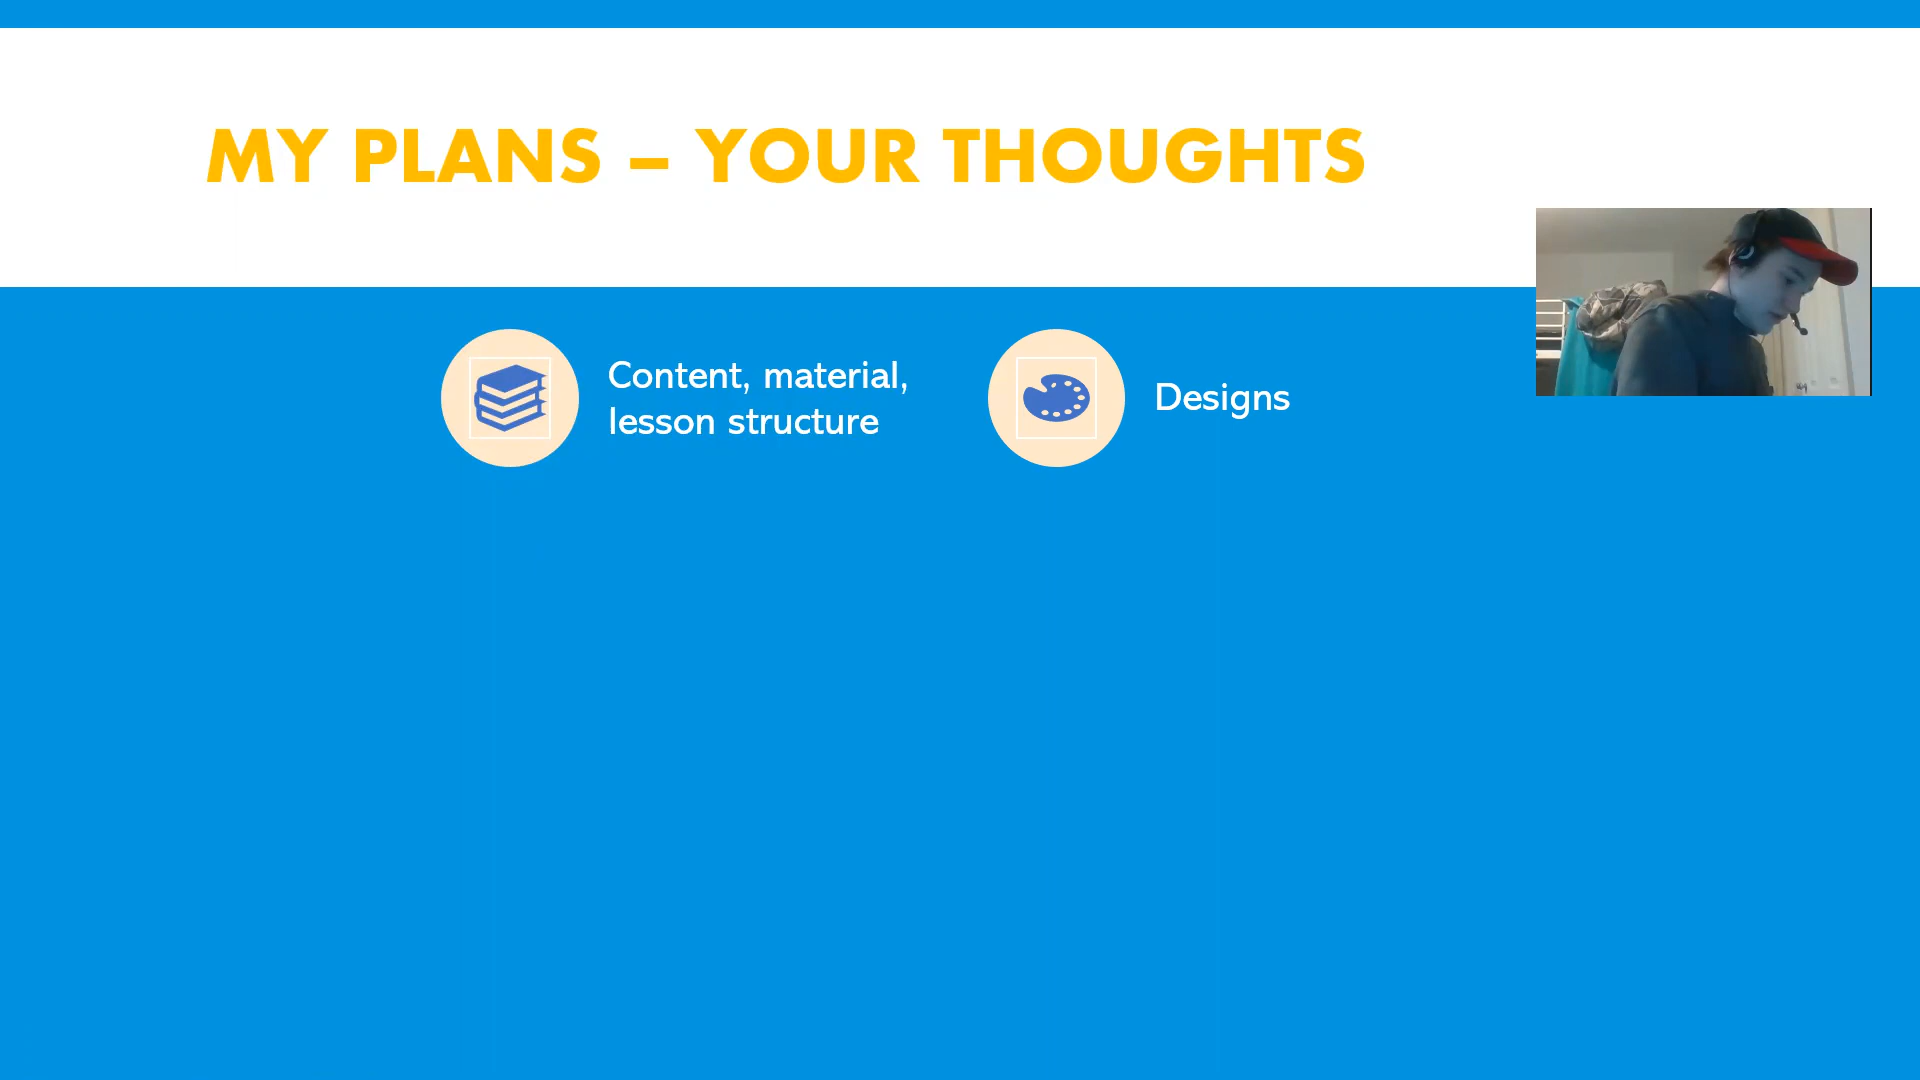 MY PLANS – YOUR THOUGHTS
Content, material,
lesson structure
Designs